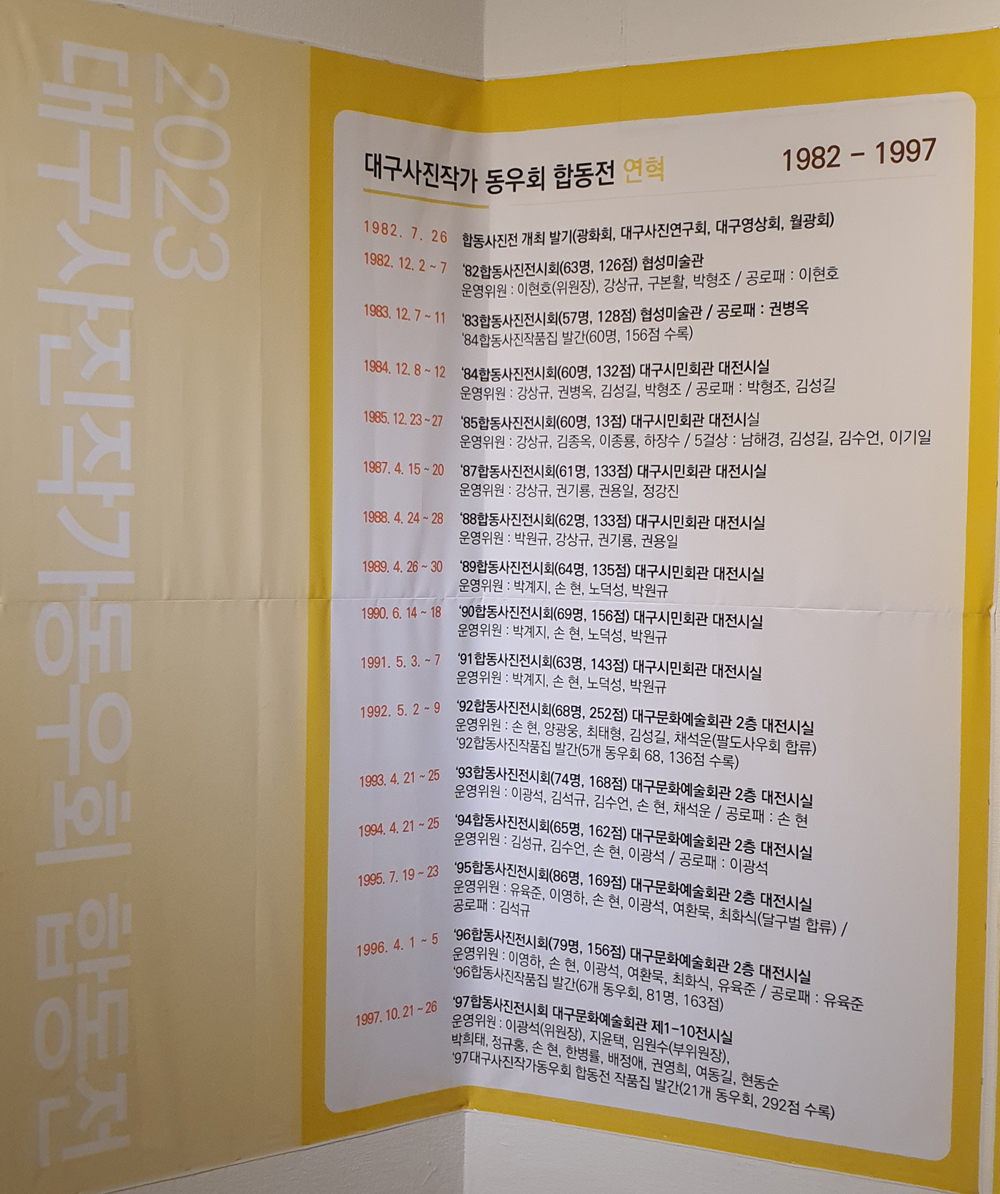 2023
대구사진작가동우회 합동전
대구사진작가 동우회 합동전 연혁
1982 - 1997
1982. 7. 26 합동사진전 개최 발기(광화회, 대구사진연구회, 대구영상회, 월광회)
1982. 12. 2 ~ 7 '82합동사진전시회(63명, 126점) 협성미술관
운영위원 : 이현호(위원장), 강상규, 구본활, 박형조 / 공로패 : 이현호
1983. 12. 7 ~ 11 '83합동사진전시회(57명, 128점) 협성미술관 / 공로패 : 권병옥
'84합동사진작품집 발간(60명, 156점 수록)
1984. 12. 8 ~ 12 '84합동사진전시회(60명, 132점) 대구시민회관 대전시실
운영위원 : 강상규, 권병옥, 김성길, 박형조 / 공로패 : 박형조, 김성길
1985. 12. 23 ~ 27 '85합동사진전시회(60명, 13점) 대구시민회관 대전시실
운영위원 : 강상규, 김종옥, 이종룡, 하장수 / 5걸상 : 남해경, 김성길, 김수언, 이기일
1987. 4. 15 ~ 20 '87합동사진전시회(61명, 133점) 대구시민회관 대전시실
운영위원 : 강상규, 권기룡, 권용일, 정강진
1988. 4. 24 ~ 28 '88합동사진전시회(62명, 133점) 대구시민회관 대전시실
운영위원 : 박원규, 강상규, 권기룡, 권용일
1989. 4. 26 ~ 30 '89합동사진전시회(64명, 135점) 대구시민회관 대전시실
운영위원 : 박계지, 손 현, 노덕성, 박원규
1990. 6. 14 ~ 18 '90합동사진전시회(69명, 156점) 대구시민회관 대전시실
운영위원 : 박계지, 손 현, 노덕성, 박원규
1991. 5. 3. ~ 7 '91합동사진전시회(63명, 143점) 대구시민회관 대전시실
운영위원 : 박계지, 손 현, 노덕성, 박원규
1992. 5. 2 ~ 9 '92합동사진전시회(68명, 252점) 대구문화예술회관 2층 대전시실
운영위원 : 손 현, 양광웅, 최태형, 김성길, 채석운(팔도사우회 합류)
'92합동사진작품집 발간(5개 동우회 68, 136점 수록)
1993. 4. 21 ~ 25 '93합동사진전시회(74명, 168점) 대구문화예술회관 2층 대전시실
운영위원 : 이광석, 김석규, 김수언, 손 현, 채석운 / 공로패 : 손 현
1994. 4. 21 ~ 25 '94합동사진전시회(65명, 162점) 대구문화예술회관 2층 대전시실
운영위원 : 김성규, 김수언, 손 현, 이광석 / 공로패 : 이광석
1995. 7. 19 ~ 23 '95합동사진전시회(86명, 169점) 대구문화예술회관 2층 대전시실
운영위원 : 유육준, 이영하, 손 현, 이광석, 여환묵, 최화식(달구벌 합류) /
공로패 : 김석규
1996. 4. 1 ~ 5 '96합동사진전시회(79명, 156점) 대구문화예술회관 2층 대전시실
운영위원 : 이영하, 손 현, 이광석, 여환묵, 최화식, 유육준 / 공로패 : 유육준
'96합동사진작품집 발간(6개 동우회, 81명, 163점)
1997. 10. 21 ~ 26 '97합동사진전시회 대구문화예술회관 제1-10전시실
운영위원 : 이광석(위원장), 지윤택, 임원수(부위원장),
박희태, 정규홍, 손 현, 한병률, 배정애, 권영희, 여동길, 현동순
'97대구사진작가동우회 합동전 작품집 발간(21개 동우회, 292점 수록)